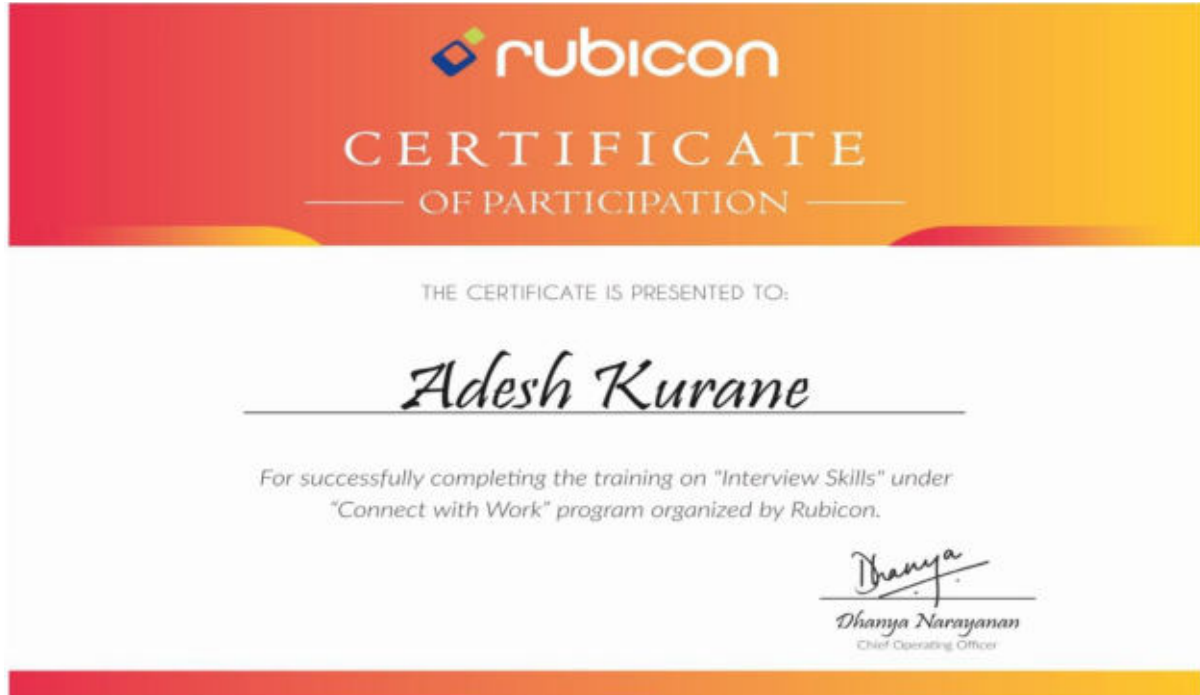 rubicon
CERTIFICATE
OF PARTICIPATION
THE CERTIFICATE IS PRESENTED TO:
Adesh Kurane
For successfully completing the training on "Interview Skills" under
"Connect with Work" program organized by Rubicon.
Dhanya
Dhanya Narayanan
Chief Operating Officer